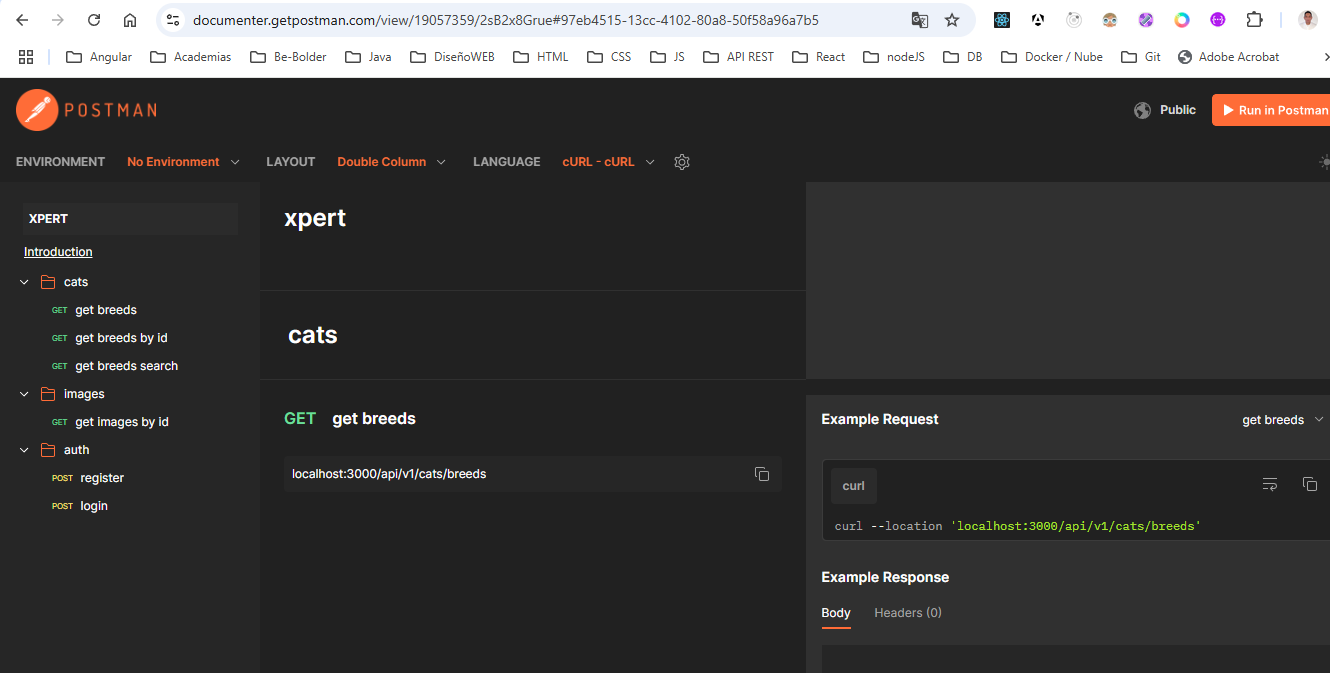 documenter.getpostman.com/view/19057359/2sB2x8Grue#97eb4515-13cc-4102-80a8-50f58a96a7b5
Angular Academias Be-Bolder Java DiseñoWEB HTML CSS JS API REST React nodeJS DB Docker / Nube Git Adobe Acrobat
POSTMAN
Public
Run in Postman
ENVIRONMENT No Environment LAYOUT Double Column LANGUAGE cURL - cURL
XPERT
Introduction
cats
GET get breeds
GET get breeds by id
GET get breeds search
images
GET get images by id
auth
POST register
POST login
xpert
cats
GET get breeds
localhost:3000/api/v1/cats/breeds
Example Request
get breeds
curl
curl --location 'localhost:3000/api/v1/cats/breeds'
Example Response
Body Headers (0)